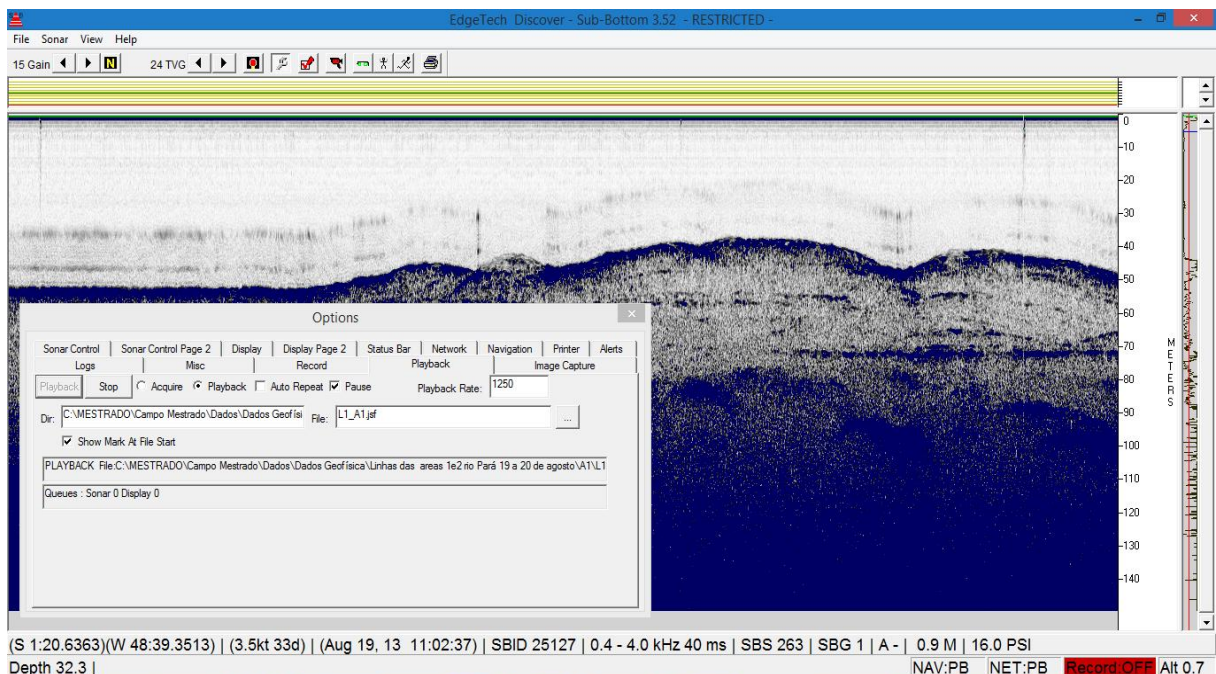 EdgeTech Discover - Sub-Bottom 3.52 - RESTRICTED -
File Sonar View Help
15 Gain N 24 TVG
0
-10
-20
-30
-40
-50
-60
-70
-80
-90
-100
-110
-120
-130
-140
METERS
Options
Sonar Control Sonar Control Page 2 Display Display Page 2 Status Bar Network Navigation Printer Alerts
Logs Misc Record Playback Image Capture
Playback Stop Acquire Playback Auto Repeat Pause Playback Rate: 1250
Dir: C:\MESTRADO\Campo Mestrado\Dados\Dados Geofísi File: L1_A1.jsf ...
Show Mark At File Start
PLAYBACK File:C:\MESTRADO\Campo Mestrado\Dados\Dados Geofísica\Linhas das areas 1e2 rio Pará 19 a 20 de agosto\A1\L1
Queues : Sonar 0 Display 0
(S 1:20.6363)(W 48:39.3513) | (3.5kt 33d) | (Aug 19, 13 11:02:37) | SBID 25127 | 0.4 - 4.0 kHz 40 ms | SBS 263 | SBG 1 | A - | 0.9 M | 16.0 PSI
Depth 32.3 | NAV:PB NET:PB Record:OFF Alt 0.7